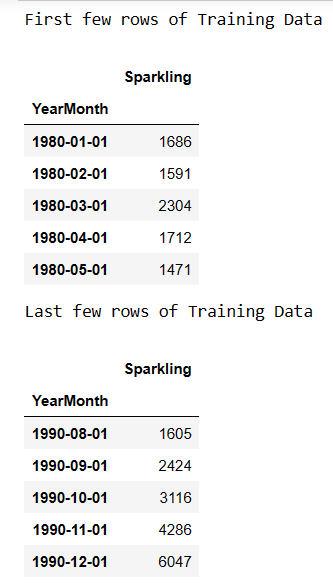 First few rows of Training Data
Sparkling
YearMonth
1980-01-01 1686
1980-02-01 1591
1980-03-01 2304
1980-04-01 1712
1980-05-01 1471
Last few rows of Training Data
Sparkling
YearMonth
1990-08-01 1605
1990-09-01 2424
1990-10-01 3116
1990-11-01 4286
1990-12-01 6047